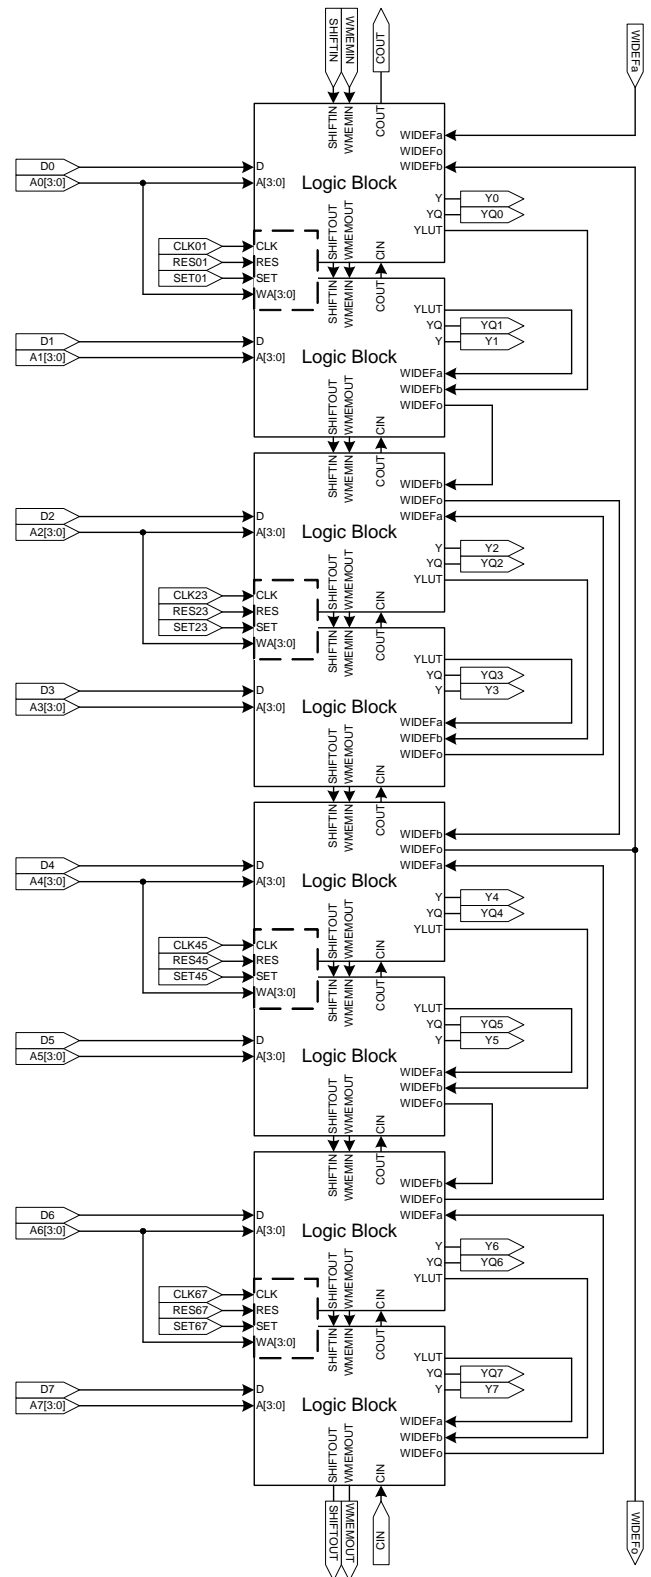 SHIFTIN
WMEMIN
COUT
WIDEFa
SHIFTIN
WMEMIN
COUT
WIDEFa
WIDEFo
WIDEFb
D0
D
A0[3:0]
A[3:0]
Logic Block
Y
Y0
YQ
YQ0
YLUT
SHIFTOUT
WMEMOUT
CIN
CLK01
CLK
RES01
RES
SET01
SET
WA[3:0]
SHIFTIN
WMEMIN
COUT
YLUT
YQ
YQ1
Y
Y1
D1
D
A1[3:0]
A[3:0]
Logic Block
WIDEFa
WIDEFb
WIDEFo
SHIFTOUT
WMEMOUT
CIN
SHIFTIN
WMEMIN
COUT
WIDEFb
WIDEFo
WIDEFa
D2
D
A2[3:0]
A[3:0]
Logic Block
Y
Y2
YQ
YQ2
YLUT
SHIFTOUT
WMEMOUT
CIN
CLK23
CLK
RES23
RES
SET23
SET
WA[3:0]
SHIFTIN
WMEMIN
COUT
YLUT
YQ
YQ3
Y
Y3
D3
D
A3[3:0]
A[3:0]
Logic Block
WIDEFa
WIDEFb
WIDEFo
SHIFTOUT
WMEMOUT
CIN
SHIFTIN
WMEMIN
COUT
WIDEFb
WIDEFo
WIDEFa
D4
D
A4[3:0]
A[3:0]
Logic Block
Y
Y4
YQ
YQ4
YLUT
SHIFTOUT
WMEMOUT
CIN
CLK45
CLK
RES45
RES
SET45
SET
WA[3:0]
SHIFTIN
WMEMIN
COUT
YLUT
YQ
YQ5
Y
Y5
D5
D
A5[3:0]
A[3:0]
Logic Block
WIDEFa
WIDEFb
WIDEFo
SHIFTOUT
WMEMOUT
CIN
SHIFTIN
WMEMIN
COUT
WIDEFb
WIDEFo
WIDEFa
D6
D
A6[3:0]
A[3:0]
Logic Block
Y
Y6
YQ
YQ6
YLUT
SHIFTOUT
WMEMOUT
CIN
CLK67
CLK
RES67
RES
SET67
SET
WA[3:0]
SHIFTIN
WMEMIN
COUT
YLUT
YQ
YQ7
Y
Y7
D7
D
A7[3:0]
A[3:0]
Logic Block
WIDEFa
WIDEFb
WIDEFo
SHIFTOUT
WMEMOUT
CIN
SHIFTOUT
WMEMOUT
CIN
WIDEFo